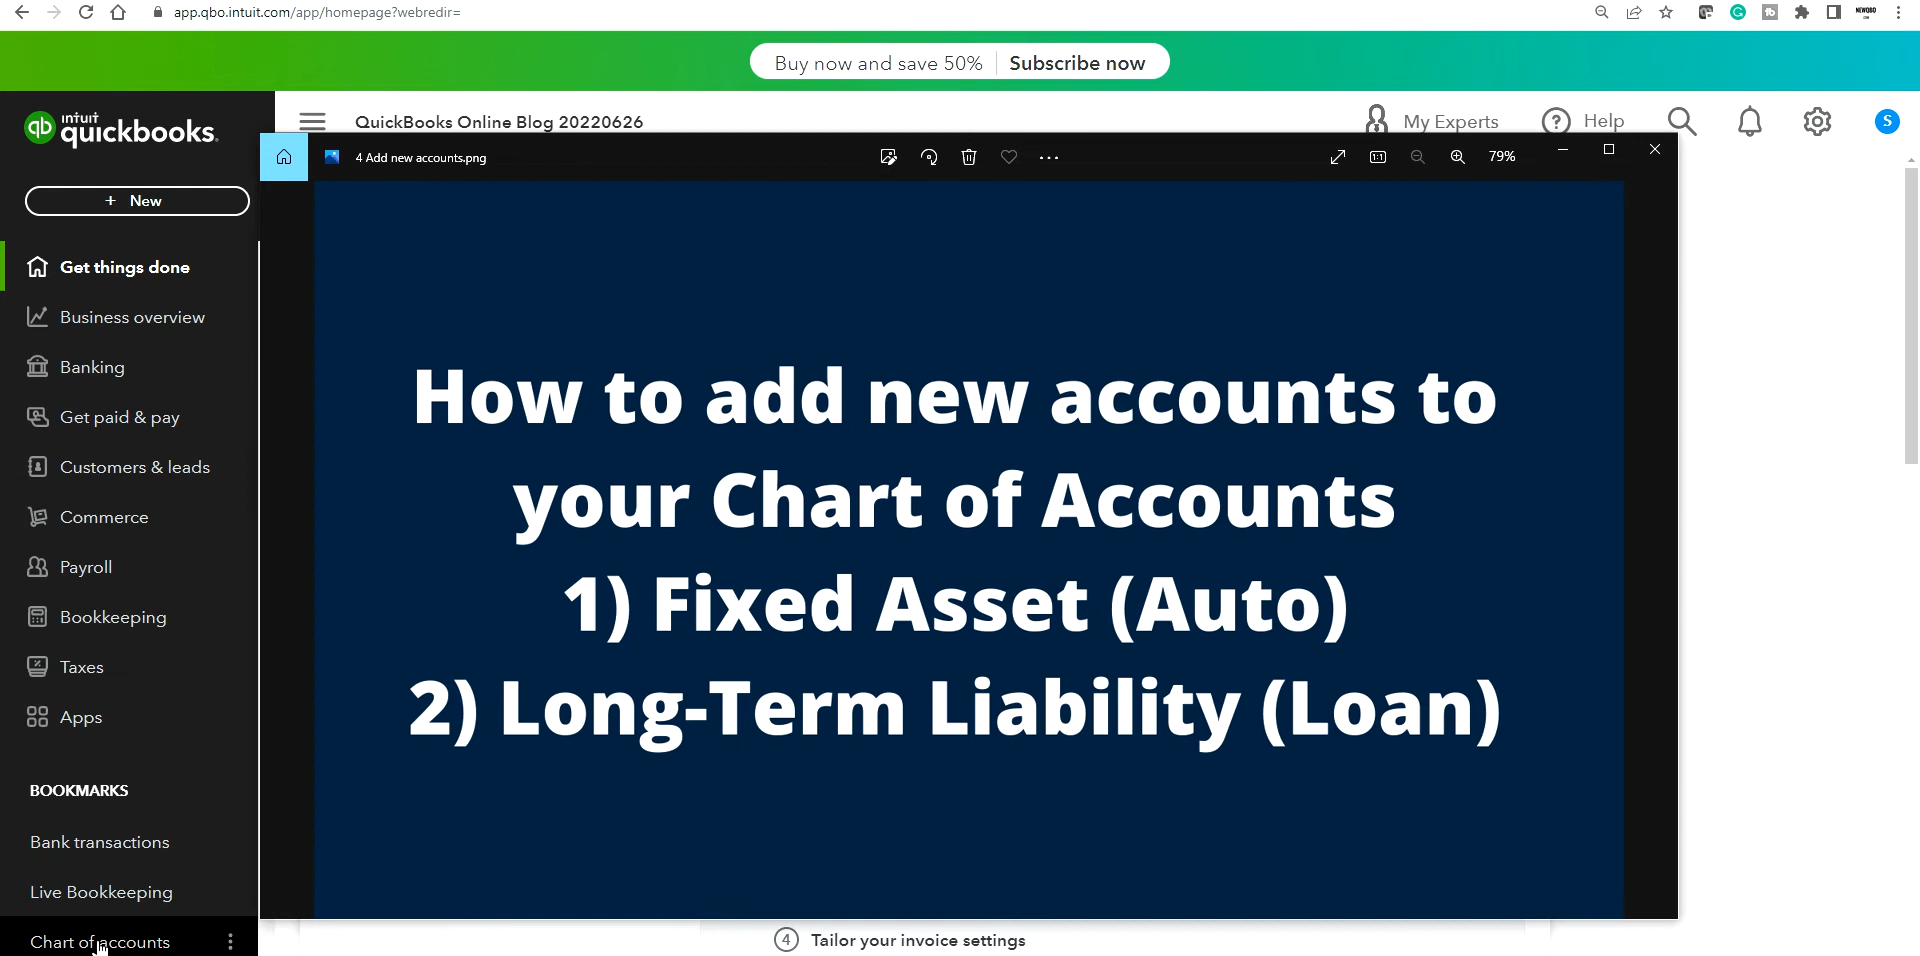 app.qbo.intuit.com/app/homepage?webredir=
Buy now and save 50% Subscribe now
qb intuit quickbooks.
QuickBooks Online Blog 20220626
My Experts
? Help
S
4 Add new accounts.png
1:1
79%
+ New
Get things done
Business overview
Banking
Get paid & pay
Customers & leads
Commerce
Payroll
Bookkeeping
Taxes
Apps
BOOKMARKS
Bank transactions
Live Bookkeeping
Chart of accounts
How to add new accounts to
your Chart of Accounts
1) Fixed Asset (Auto)
2) Long-Term Liability (Loan)
4 Tailor your invoice settings